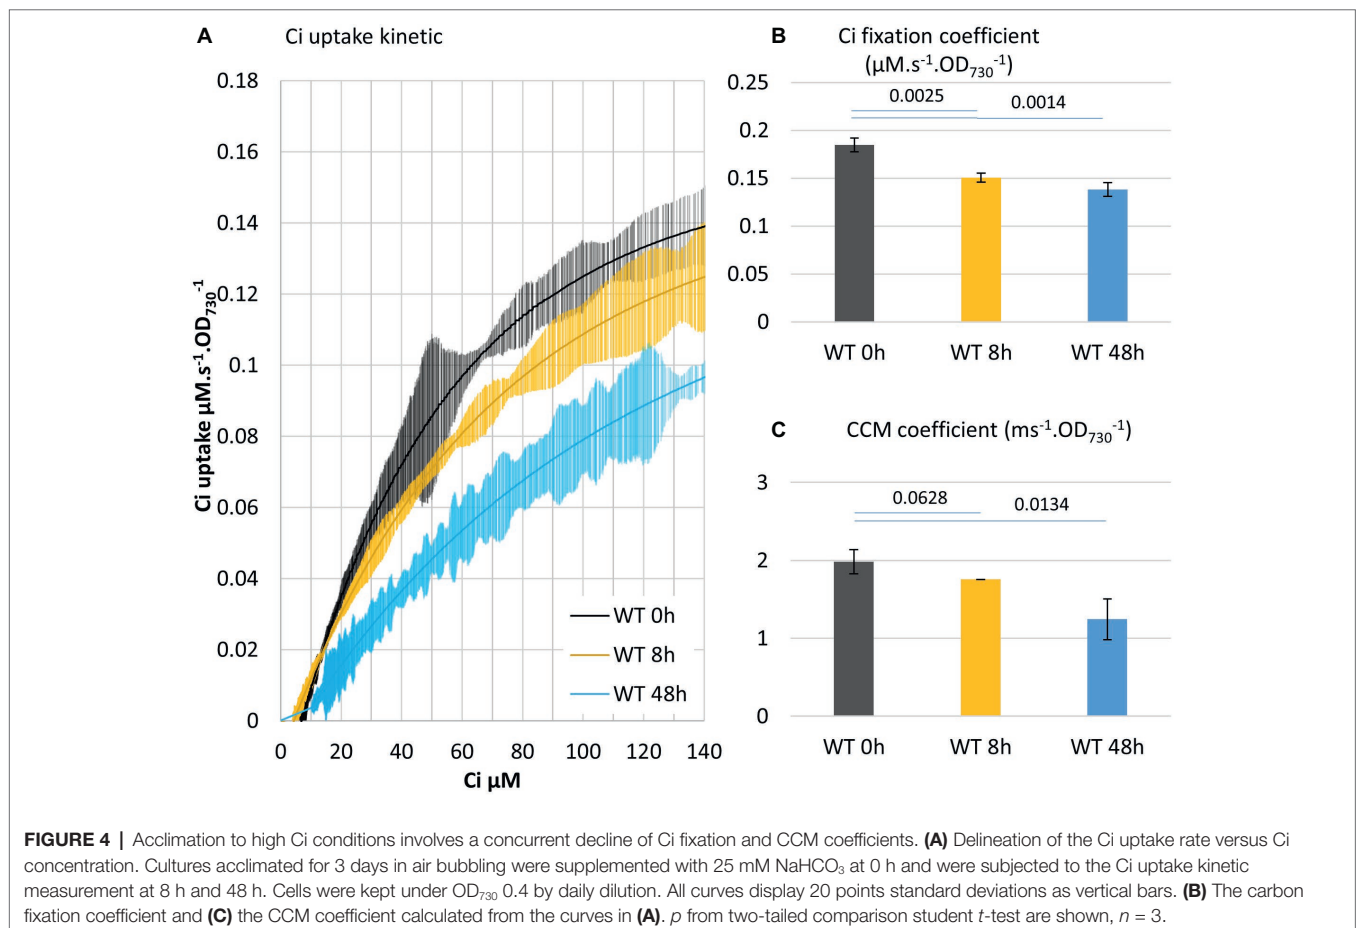 A Ci uptake kinetic
0.18
0.16
0.14
0.12
0.1
0.08
0.06
0.04
0.02
0
Ci uptake µM.s⁻¹.OD₇₃₀⁻¹
WT 0h
WT 8h
WT 48h
0 20 40 60 80 100 120 140
Ci µM
B Ci fixation coefficient
(µM.s⁻¹.OD₇₃₀⁻¹)
0.25
0.2
0.15
0.1
0.05
0
0.0025 0.0014
WT 0h WT 8h WT 48h
C CCM coefficient (ms⁻¹.OD₇₃₀⁻¹)
3
2
1
0
0.0628 0.0134
WT 0h WT 8h WT 48h
FIGURE 4 | Acclimation to high Ci conditions involves a concurrent decline of Ci fixation and CCM coefficients. (A) Delineation of the Ci uptake rate versus Ci
concentration. Cultures acclimated for 3 days in air bubbling were supplemented with 25 mM NaHCO₃ at 0 h and were subjected to the Ci uptake kinetic
measurement at 8 h and 48 h. Cells were kept under OD₇₃₀ 0.4 by daily dilution. All curves display 20 points standard deviations as vertical bars. (B) The carbon
fixation coefficient and (C) the CCM coefficient calculated from the curves in (A). p from two-tailed comparison student t-test are shown, n = 3.